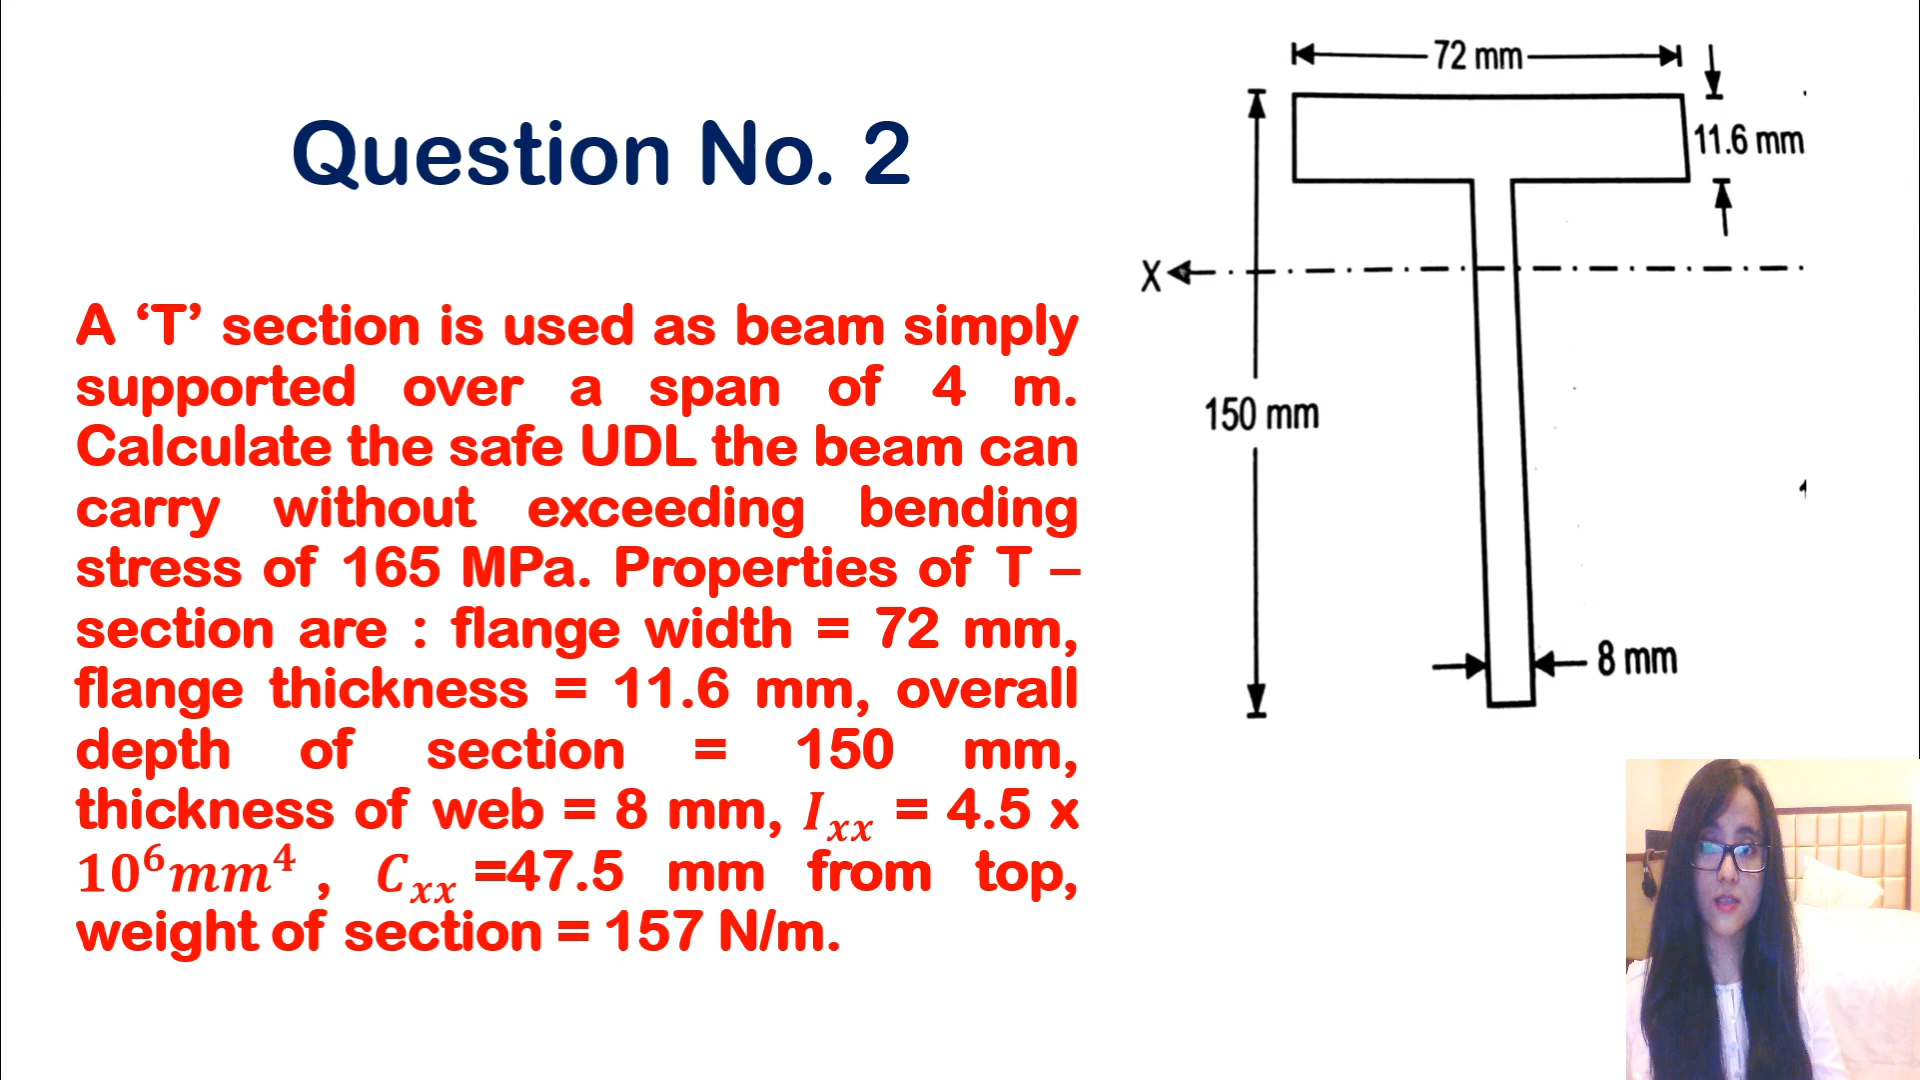 Question No. 2
A ‘T’ section is used as beam simply
supported over a span of 4 m.
Calculate the safe UDL the beam can
carry without exceeding bending
stress of 165 MPa. Properties of T –
section are : flange width = 72 mm,
flange thickness = 11.6 mm, overall
depth of section = 150 mm,
thickness of web = 8 mm, Iₓₓ = 4.5 x
10⁶mm⁴ , Cₓₓ =47.5 mm from top,
weight of section = 157 N/m.
72 mm
11.6 mm
X
150 mm
8 mm